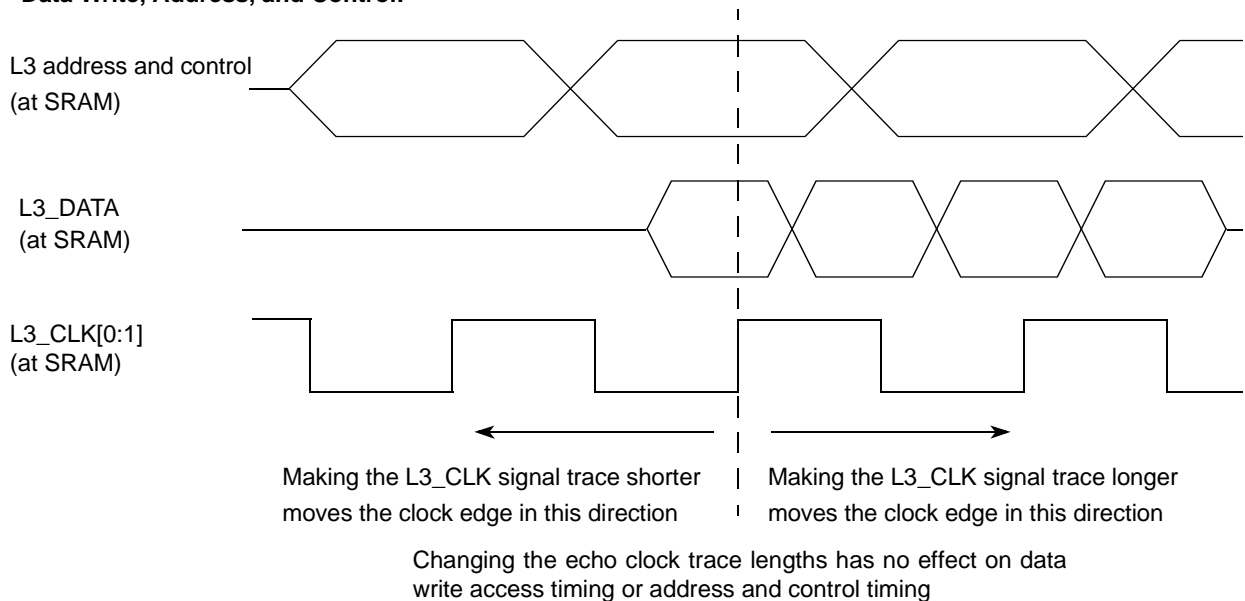 Data Write, Address, and Control:
L3 address and control
(at SRAM)
L3_DATA
(at SRAM)
L3_CLK[0:1]
(at SRAM)
Making the L3_CLK signal trace shorter
moves the clock edge in this direction
Making the L3_CLK signal trace longer
moves the clock edge in this direction
Changing the echo clock trace lengths has no effect on data
write access timing or address and control timing